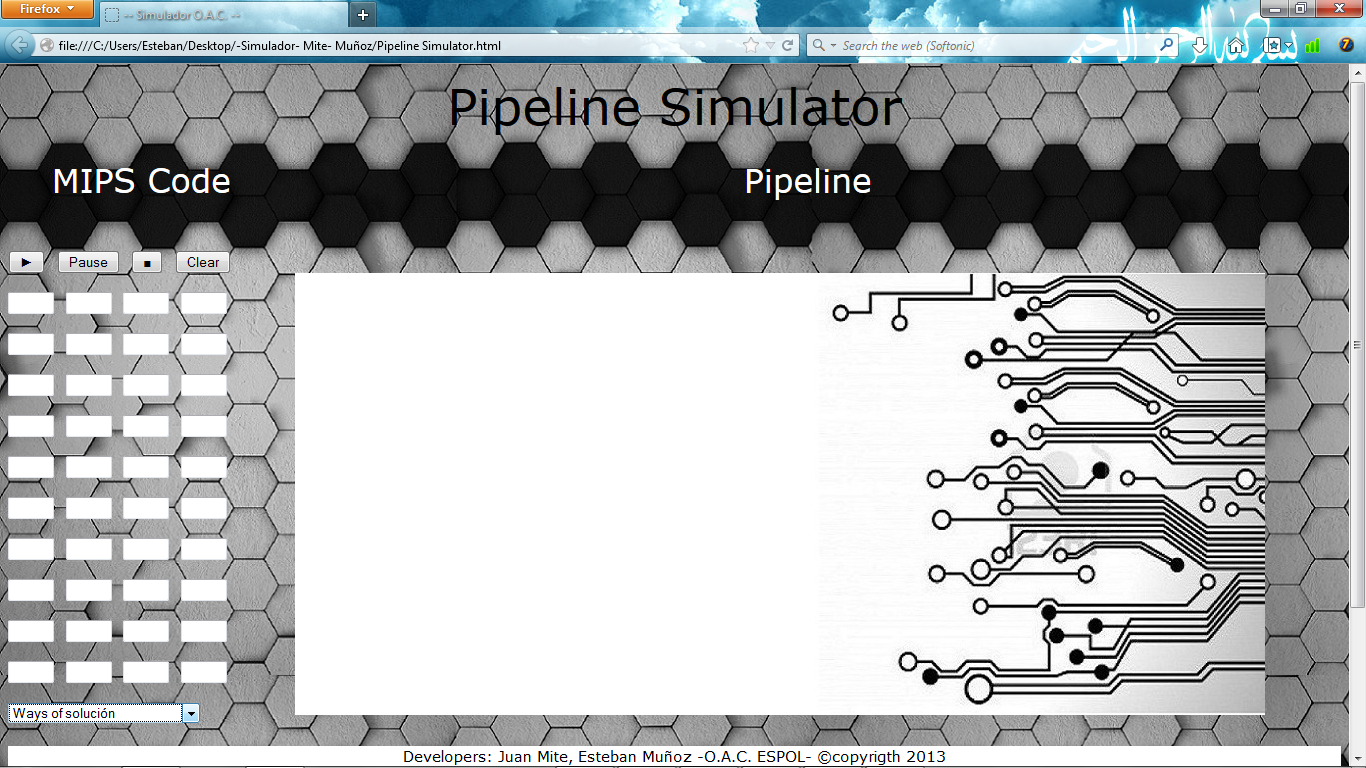 Firefox
-- Simulador O.A.C. --
file:///C:/Users/Esteban/Desktop/-Simulador- Mite- Muñoz/Pipeline Simulator.html
Search the web (Softonic)
Pipeline Simulator
MIPS Code
Pipeline
Pause
Clear
Ways of solución
Developers: Juan Mite, Esteban Muñoz -O.A.C. ESPOL- ©copyrigth 2013